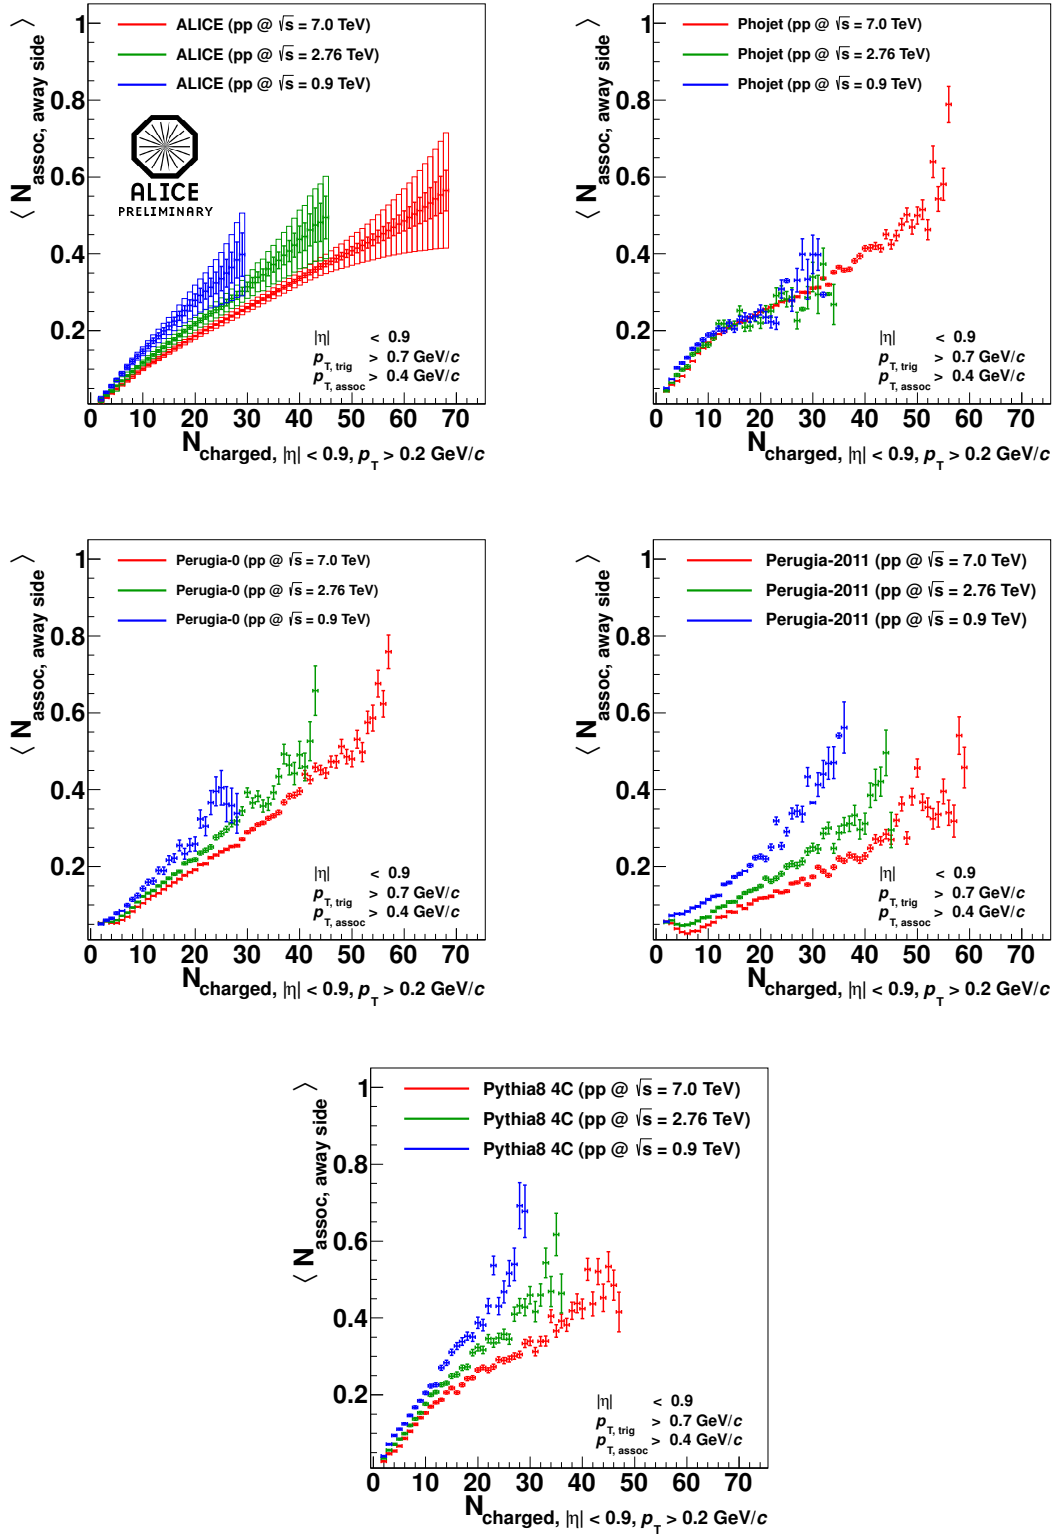 ⟨ N assoc, away side ⟩
1
0.8
0.6
0.4
0.2
ALICE (pp @ √s = 7.0 TeV)
ALICE (pp @ √s = 2.76 TeV)
ALICE (pp @ √s = 0.9 TeV)
ALICE
PRELIMINARY
|η| < 0.9
p T, trig > 0.7 GeV/c
p T, assoc > 0.4 GeV/c
0 10 20 30 40 50 60 70
N charged, |η| < 0.9, p T > 0.2 GeV/c
⟨ N assoc, away side ⟩
1
0.8
0.6
0.4
0.2
Phojet (pp @ √s = 7.0 TeV)
Phojet (pp @ √s = 2.76 TeV)
Phojet (pp @ √s = 0.9 TeV)
|η| < 0.9
p T, trig > 0.7 GeV/c
p T, assoc > 0.4 GeV/c
0 10 20 30 40 50 60 70
N charged, |η| < 0.9, p T > 0.2 GeV/c
⟨ N assoc, away side ⟩
1
0.8
0.6
0.4
0.2
Perugia-0 (pp @ √s = 7.0 TeV)
Perugia-0 (pp @ √s = 2.76 TeV)
Perugia-0 (pp @ √s = 0.9 TeV)
|η| < 0.9
p T, trig > 0.7 GeV/c
p T, assoc > 0.4 GeV/c
0 10 20 30 40 50 60 70
N charged, |η| < 0.9, p T > 0.2 GeV/c
⟨ N assoc, away side ⟩
1
0.8
0.6
0.4
0.2
Perugia-2011 (pp @ √s = 7.0 TeV)
Perugia-2011 (pp @ √s = 2.76 TeV)
Perugia-2011 (pp @ √s = 0.9 TeV)
|η| < 0.9
p T, trig > 0.7 GeV/c
p T, assoc > 0.4 GeV/c
0 10 20 30 40 50 60 70
N charged, |η| < 0.9, p T > 0.2 GeV/c
⟨ N assoc, away side ⟩
1
0.8
0.6
0.4
0.2
Pythia8 4C (pp @ √s = 7.0 TeV)
Pythia8 4C (pp @ √s = 2.76 TeV)
Pythia8 4C (pp @ √s = 0.9 TeV)
|η| < 0.9
p T, trig > 0.7 GeV/c
p T, assoc > 0.4 GeV/c
0 10 20 30 40 50 60 70
N charged, |η| < 0.9, p T > 0.2 GeV/c